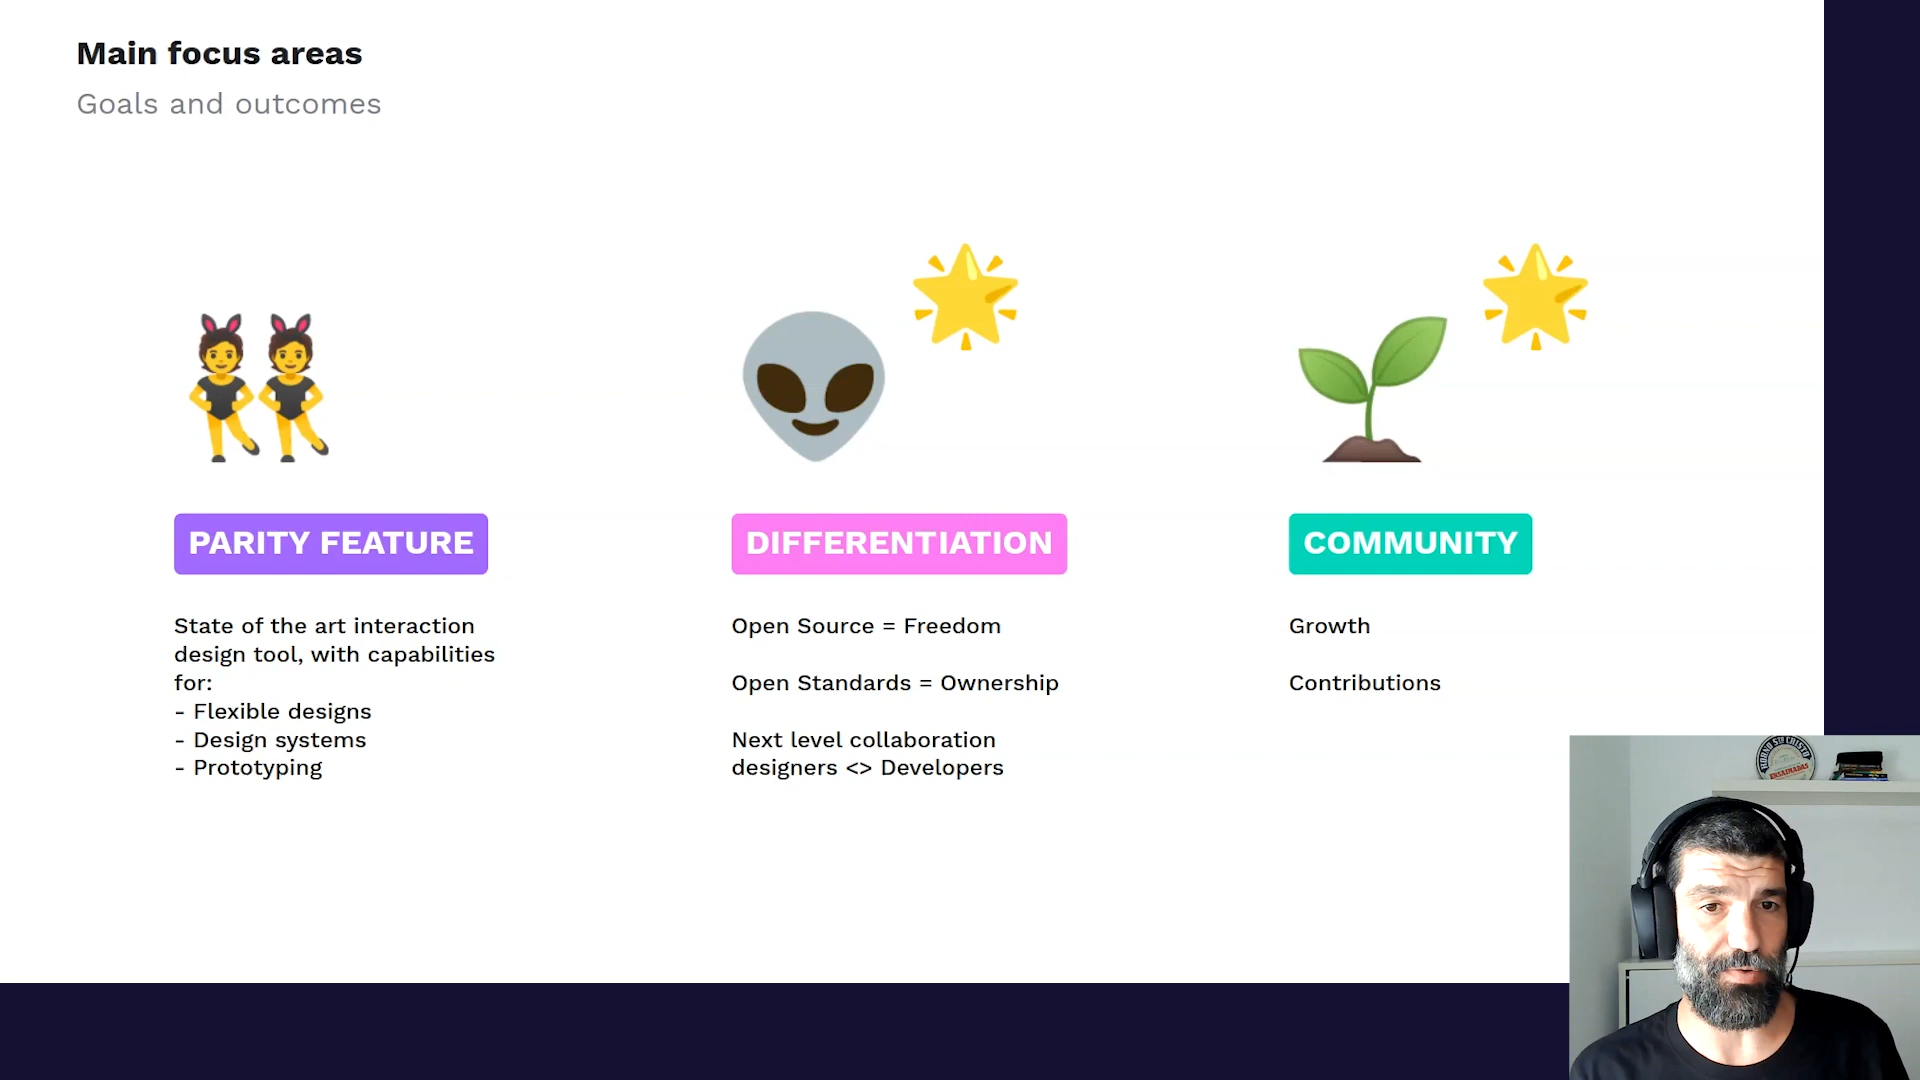 Main focus areas
Goals and outcomes
PARITY FEATURE
State of the art interaction
design tool, with capabilities
for:
- Flexible designs
- Design systems
- Prototyping
DIFFERENTIATION
Open Source = Freedom
Open Standards = Ownership
Next level collaboration
designers <> Developers
COMMUNITY
Growth
Contributions
ENSAIMADAS